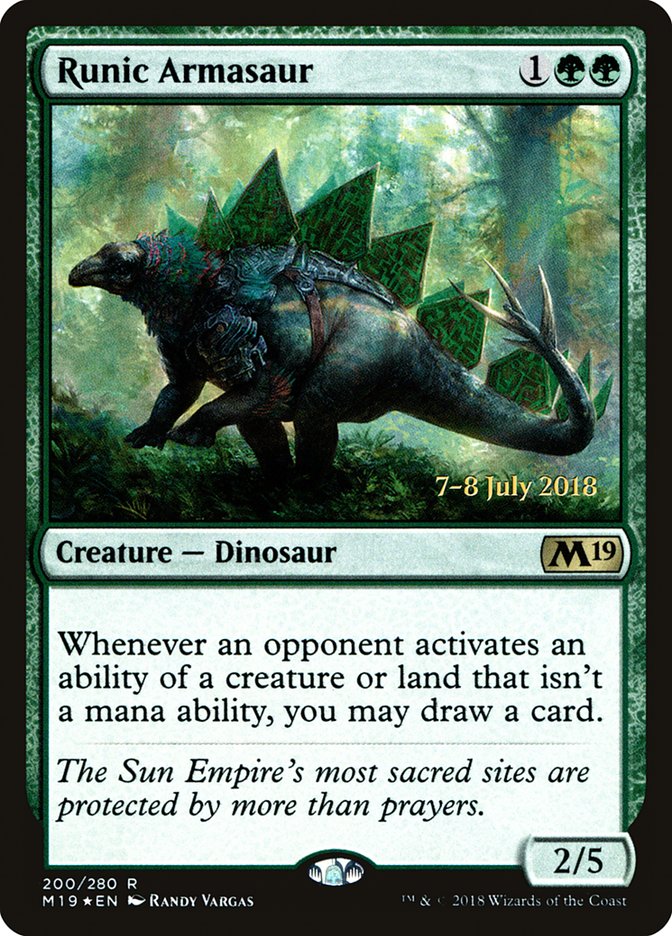 Runic Armasaur 1
7–8 July 2018
Creature — Dinosaur M19
Whenever an opponent activates an
ability of a creature or land that isn't
a mana ability, you may draw a card.
The Sun Empire's most sacred sites are
protected by more than prayers.
2/5
200/280 R
M19★EN Randy Vargas
™ & © 2018 Wizards of the Coast